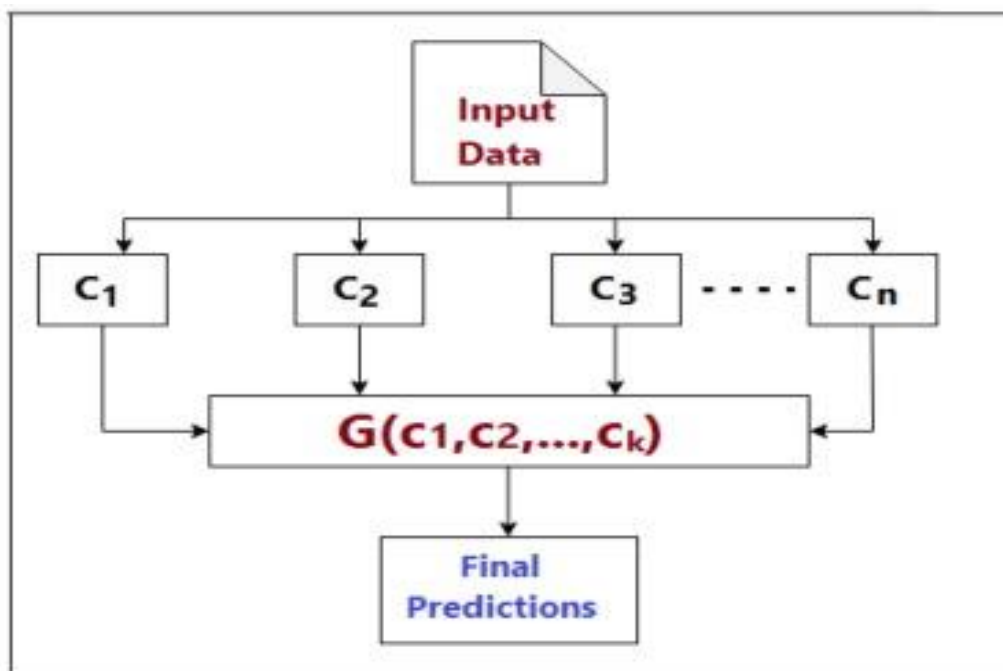 Input
Data
C1
C2
C3
Cn
G(c1,c2,...,ck)
Final
Predictions